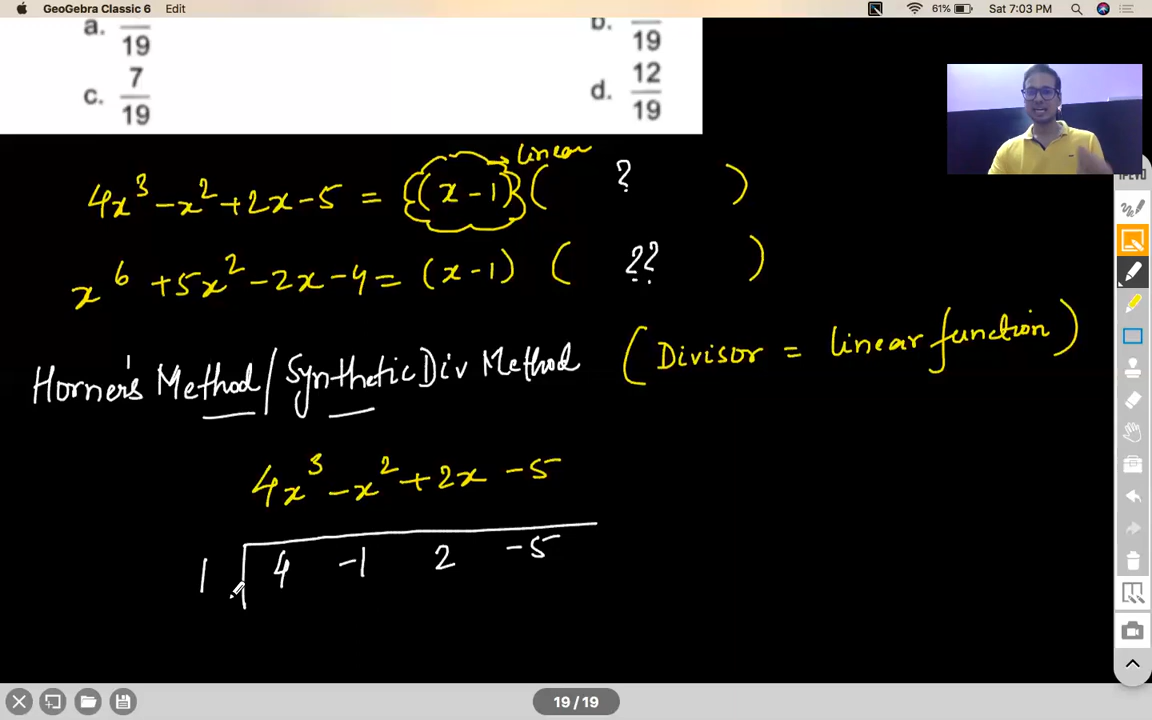 GeoGebra Classic 6 Edit 61% Sat 7:03 PM
a. 19
b. 19
c. 7/19
d. 12/19
linear
4x³ -x² +2x -5 = (x -1) ( ? )
x⁶ +5x² -2x -4 = (x -1) ( ?? )
Horner's Method / Synthetic Div Method (Divisor = linear function)
4x³ -x² +2x -5
1 4 -1 2 -5
19 / 19